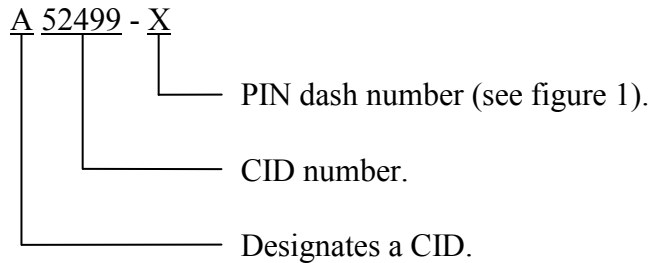 A 52499 - X
PIN dash number (see figure 1).
CID number.
Designates a CID.